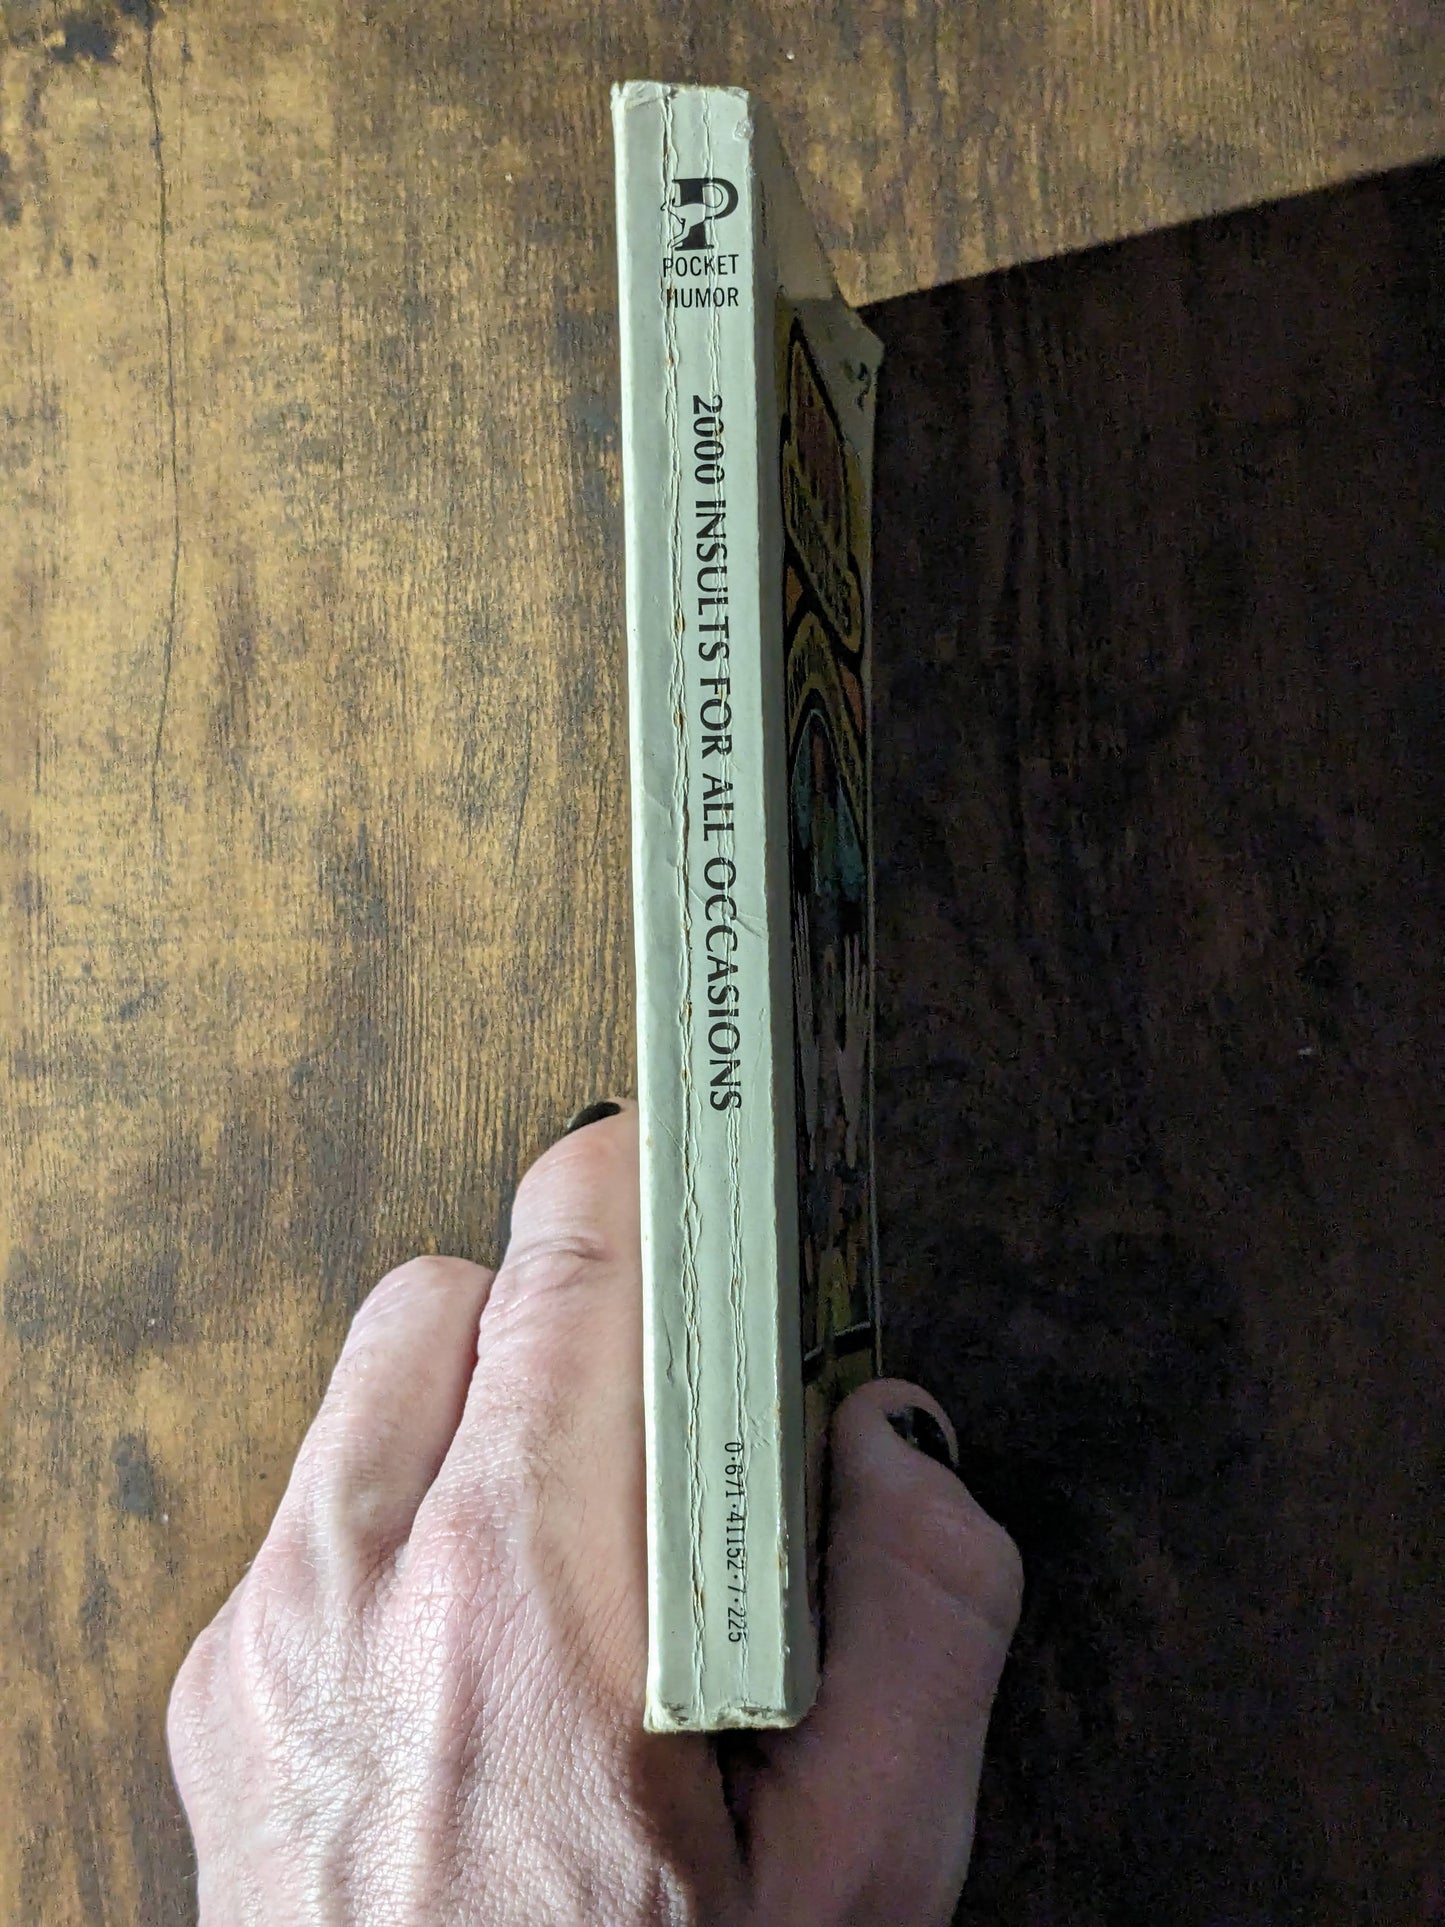 P
POCKET
HUMOR
2000 INSULTS FOR ALL OCCASIONS
0·671·41152·7·225